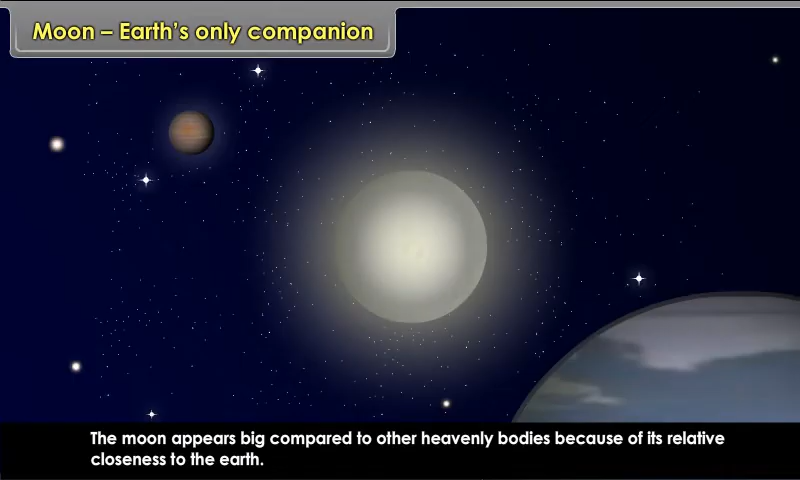 Moon – Earth's only companion
The moon appears big compared to other heavenly bodies because of its relative
closeness to the earth.